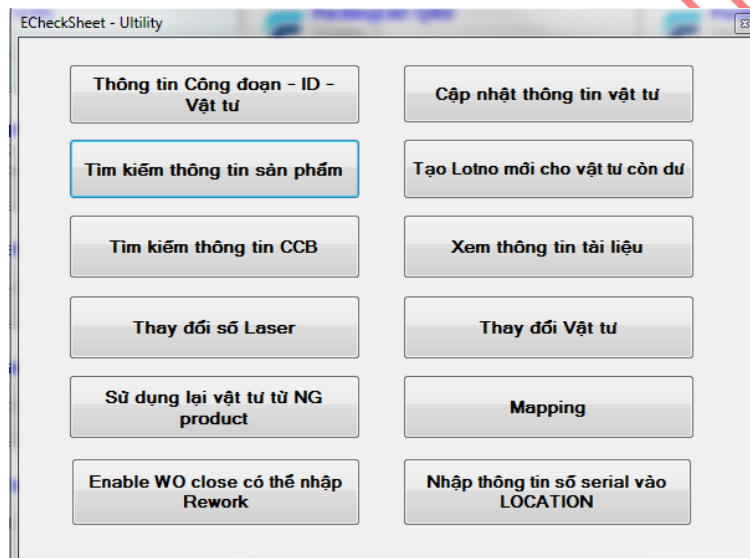 ECheckSheet - Ultility
Thông tin Công đoạn - ID -
Vật tư
Cập nhật thông tin vật tư
Tìm kiếm thông tin sản phẩm
Tạo Lotno mới cho vật tư còn dư
Tìm kiếm thông tin CCB
Xem thông tin tài liệu
Thay đổi số Laser
Thay đổi Vật tư
Sử dụng lại vật tư từ NG
product
Mapping
Enable WO close có thể nhập
Rework
Nhập thông tin số serial vào
LOCATION